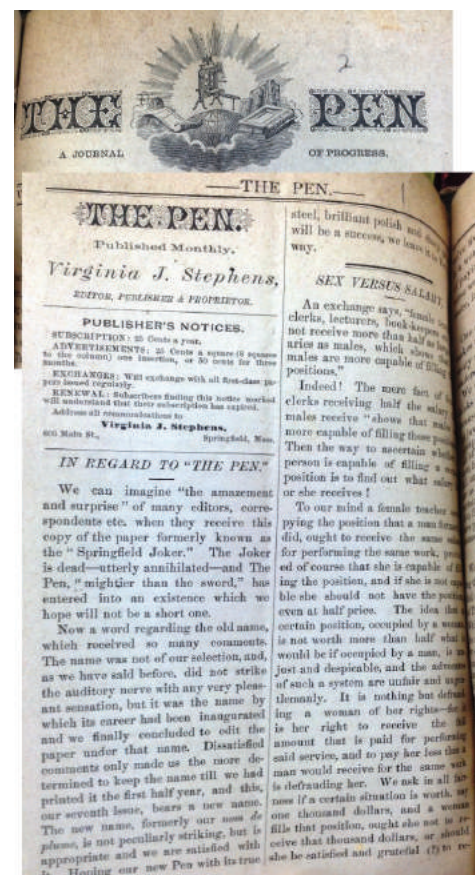 2
THE PEN
A JOURNAL OF PROGRESS.
—THE PEN.—
THE PEN.
Published Monthly.
Virginia J. Stephens,
EDITOR, PUBLISHER & PROPRIETOR.
PUBLISHER'S NOTICES.
SUBSCRIPTION: 25 Cents a year.
ADVERTISEMENTS: 25 Cents a square (8 squares
to the column) one insertion, or 50 cents for three
months.
EXCHANGES: Will exchange with all first-class pa-
pers issued regularly.
RENEWAL: Subscribers finding this notice marked
will understand that their subscription has expired.
Address all communications to
Virginia J. Stephens,
605 Main St., Springfield, Mass.
IN REGARD TO "THE PEN."
We can imagine "the amazement
and surprise" of many editors, corre-
spondents etc. when they receive this
copy of the paper formerly known as
the "Springfield Joker." The Joker
is dead—utterly annihilated—and The
Pen, "mightier than the sword," has
entered into an existence which we
hope will not be a short one.
Now a word regarding the old name,
which received so many comments.
The name was not of our selection, and,
as we have said before, did not strike
the auditory nerve with any very pleas-
ant sensation, but it was the name by
which its career had been inaugurated
and we finally concluded to edit the
paper under that name. Dissatisfied
comments only made us the more de-
termined to keep the name till we had
printed it the first half year, and this,
our seventh issue, bears a new name.
The new name, formerly our nom de
plume, is not peculiarly striking, but is
appropriate and we are satisfied with
it. Hoping our new Pen with its true
steel, brilliant polish and
will be a success, we leave it
way.
SEX VERSUS SALARY.
An exchange says, "female
clerks, lecturers, book-keepers
not receive more than half as
aries as males, which shows
males are more capable of filling
positions."
Indeed! The mere fact of
clerks receiving half the salary
males receive "shows that males
more capable of filling those
Then the way to ascertain whether
person is capable of filling a
position is to find out what salary
or she receives!
To our mind a female teacher
pying the position that a man formerly
did, ought to receive the same
for performing the same work, provid-
ed of course that she is capable of fill-
ing the position, and if she is not capa-
ble she should not have the position
even at half price. The idea that a
certain position, occupied by a woman
is not worth more than half what it
would be if occupied by a man, is un-
just and despicable, and the advocates
of such a system are unfair and ungen-
tlemanly. It is nothing but defraud-
ing a woman of her rights—for it
is her right to receive the full
amount that is paid for performing
said service, and to pay her less than a
man would receive for the same work
is defrauding her. We ask in all fair-
ness if a certain situation is worth, say
one thousand dollars, and a woman
fills that position, ought she not to re-
ceive that thousand dollars, or should
she be satisfied and grateful (?) to re-